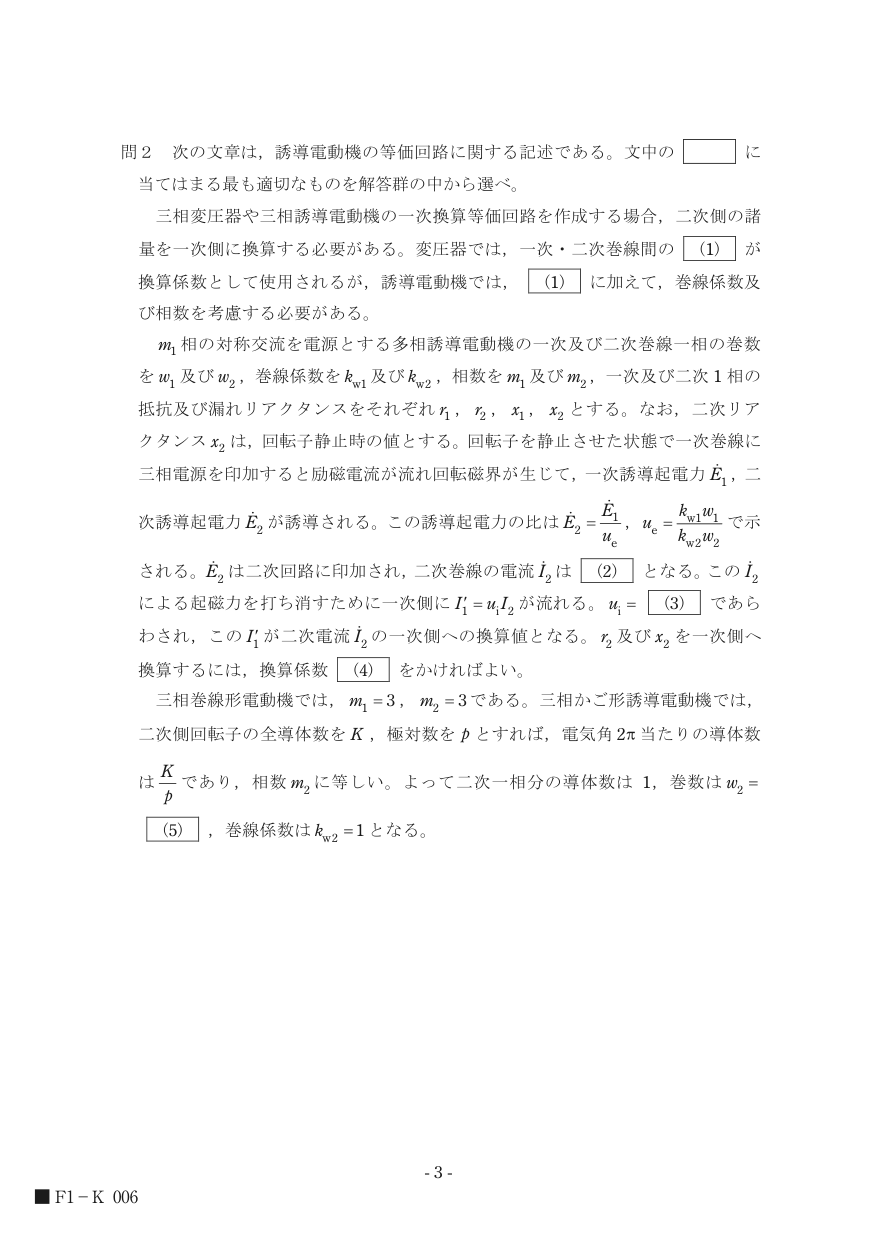 問２　次の文章は，誘導電動機の等価回路に関する記述である。文中の　　　に
当てはまる最も適切なものを解答群の中から選べ。
三相変圧器や三相誘導電動機の一次換算等価回路を作成する場合，二次側の諸
量を一次側に換算する必要がある。変圧器では，一次・二次巻線間の (1) が
換算係数として使用されるが，誘導電動機では， (1) に加えて，巻線係数及
び相数を考慮する必要がある。
m₁ 相の対称交流を電源とする多相誘導電動機の一次及び二次巻線一相の巻数
を w₁ 及び w₂，巻線係数を k_w1 及び k_w2，相数を m₁ 及び m₂，一次及び二次 1 相の
抵抗及び漏れリアクタンスをそれぞれ r₁， r₂， x₁， x₂ とする。なお，二次リア
クタンス x₂ は，回転子静止時の値とする。回転子を静止させた状態で一次巻線に
三相電源を印加すると励磁電流が流れ回転磁界が生じて，一次誘導起電力 Ė₁，二
次誘導起電力 Ė₂ が誘導される。この誘導起電力の比は Ė₂ = Ė₁/u_e， u_e = k_w1w₁/k_w2w₂ で示
される。Ė₂ は二次回路に印加され，二次巻線の電流 İ₂ は (2) となる。この İ₂
による起磁力を打ち消すために一次側に I₁′ = u_iI₂ が流れる。 u_i = (3) であら
わされ，この I₁′ が二次電流 İ₂ の一次側への換算値となる。 r₂ 及び x₂ を一次側へ
換算するには，換算係数 (4) をかければよい。
三相巻線形電動機では， m₁ = 3， m₂ = 3 である。三相かご形誘導電動機では，
二次側回転子の全導体数を K，極対数を p とすれば，電気角 2π 当たりの導体数
は K/p であり，相数 m₂ に等しい。よって二次一相分の導体数は 1，巻数は w₂ =
(5) ，巻線係数は k_w2 = 1 となる。
- 3 -
■ F1－K 006